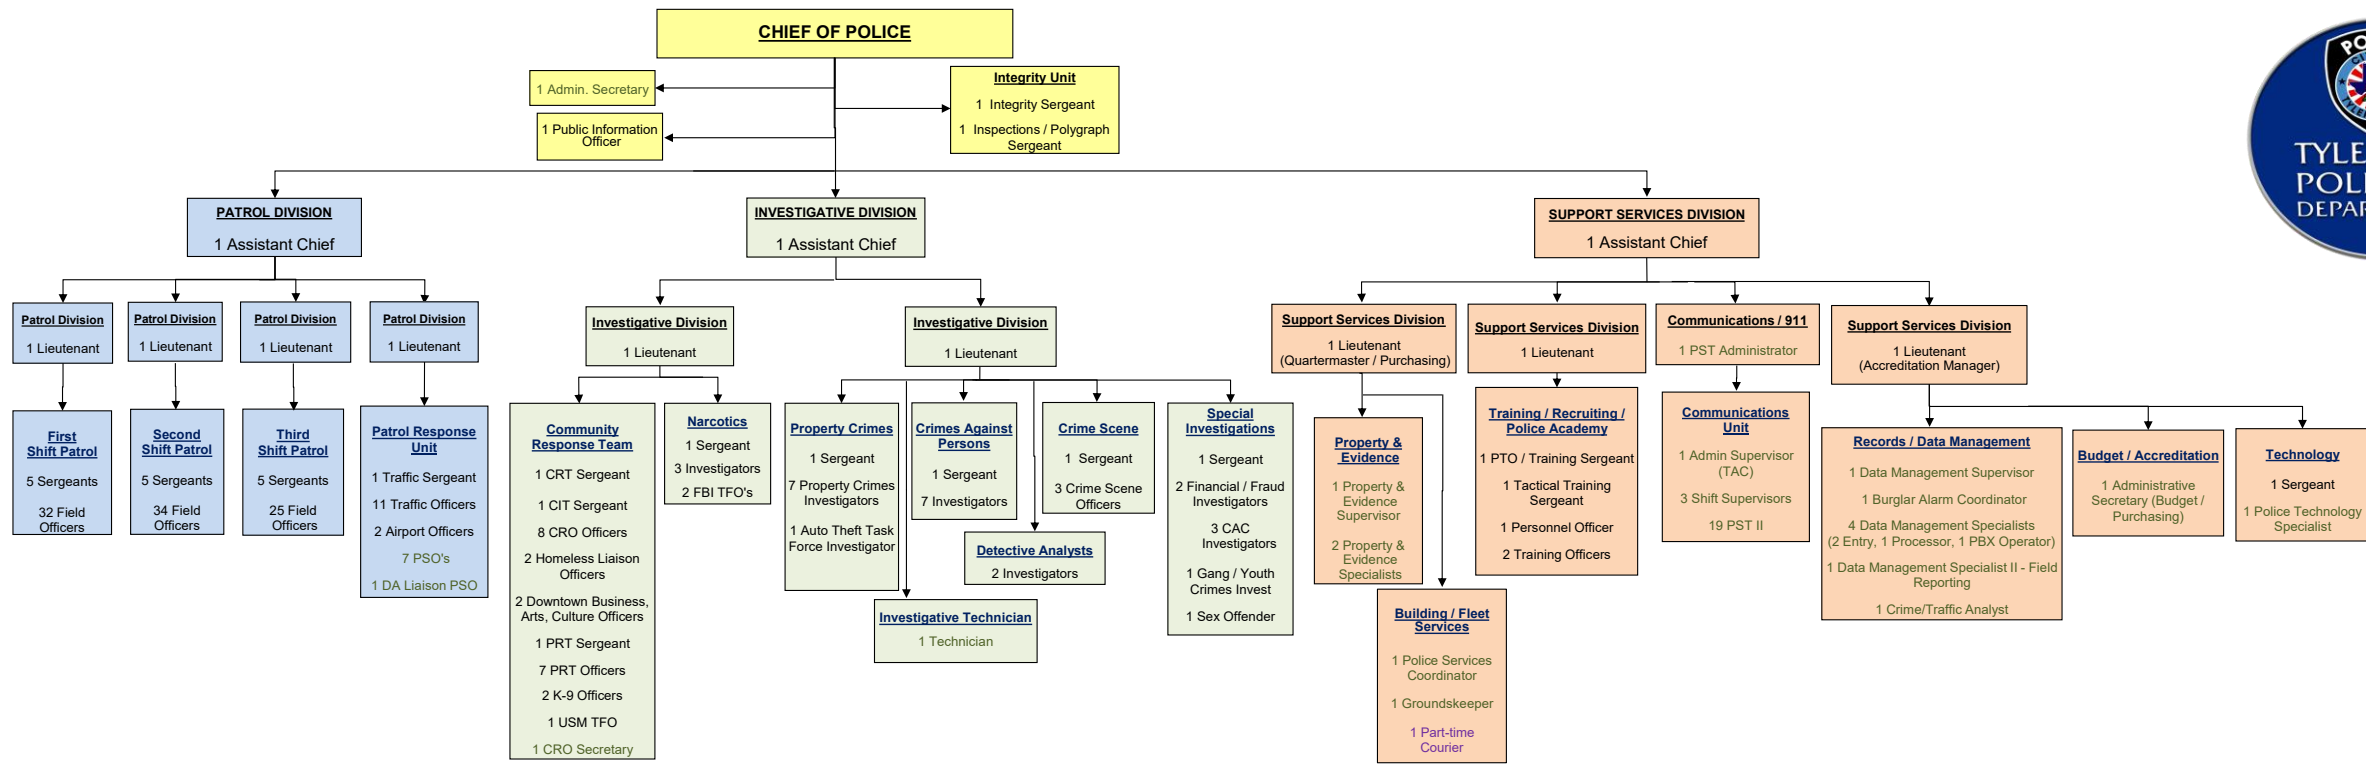 CHIEF OF POLICE
1 Admin. Secretary
1 Public Information
Officer
Integrity Unit
1 Integrity Sergeant
1 Inspections / Polygraph
Sergeant
PATROL DIVISION
1 Assistant Chief
INVESTIGATIVE DIVISION
1 Assistant Chief
SUPPORT SERVICES DIVISION
1 Assistant Chief
Patrol Division
1 Lieutenant
Patrol Division
1 Lieutenant
Patrol Division
1 Lieutenant
Patrol Division
1 Lieutenant
Investigative Division
1 Lieutenant
Investigative Division
1 Lieutenant
Support Services Division
1 Lieutenant
(Quartermaster / Purchasing)
Support Services Division
1 Lieutenant
Communications / 911
1 PST Administrator
Support Services Division
1 Lieutenant
(Accreditation Manager)
First
Shift Patrol
5 Sergeants
32 Field
Officers
Second
Shift Patrol
5 Sergeants
34 Field
Officers
Third
Shift Patrol
5 Sergeants
25 Field
Officers
Patrol Response
Unit
1 Traffic Sergeant
11 Traffic Officers
2 Airport Officers
7 PSO's
1 DA Liaison PSO
Community
Response Team
1 CRT Sergeant
1 CIT Sergeant
8 CRO Officers
2 Homeless Liaison
Officers
2 Downtown Business,
Arts, Culture Officers
1 PRT Sergeant
7 PRT Officers
2 K-9 Officers
1 USM TFO
1 CRO Secretary
Narcotics
1 Sergeant
3 Investigators
2 FBI TFO's
Property Crimes
1 Sergeant
7 Property Crimes
Investigators
1 Auto Theft Task
Force Investigator
Investigative Technician
1 Technician
Crimes Against
Persons
1 Sergeant
7 Investigators
Detective Analysts
2 Investigators
Crime Scene
1 Sergeant
3 Crime Scene
Officers
Special
Investigations
1 Sergeant
2 Financial / Fraud
Investigators
3 CAC
Investigators
1 Gang / Youth
Crimes Invest
1 Sex Offender
Property &
Evidence
1 Property &
Evidence
Supervisor
2 Property &
Evidence
Specialists
Building / Fleet
Services
1 Police Services
Coordinator
1 Groundskeeper
1 Part-time
Courier
Training / Recruiting /
Police Academy
1 PTO / Training Sergeant
1 Tactical Training
Sergeant
1 Personnel Officer
2 Training Officers
Communications
Unit
1 Admin Supervisor
(TAC)
3 Shift Supervisors
19 PST II
Records / Data Management
1 Data Management Supervisor
1 Burglar Alarm Coordinator
4 Data Management Specialists
(2 Entry, 1 Processor, 1 PBX Operator)
1 Data Management Specialist II - Field
Reporting
1 Crime/Traffic Analyst
Budget / Accreditation
1 Administrative
Secretary (Budget /
Purchasing)
Technology
1 Sergeant
1 Police Technology
Specialist
TYLE
POLI
DEPAR